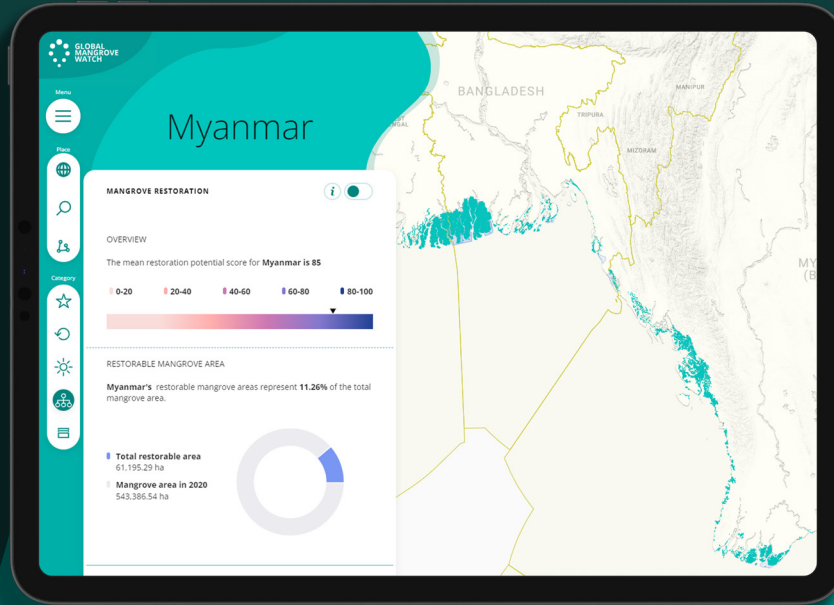 GLOBAL
MANGROVE
WATCH
Menu
Place
Category
Myanmar
MANGROVE RESTORATION
i
OVERVIEW
The mean restoration potential score for Myanmar is 85
0-20 20-40 40-60 60-80 80-100
RESTORABLE MANGROVE AREA
Myanmar's restorable mangrove areas represent 11.26% of the total
mangrove area.
Total restorable area
61,195.29 ha
Mangrove area in 2020
543,386.54 ha
BANGLADESH
MANIPUR
TRIPURA
MIZORAM